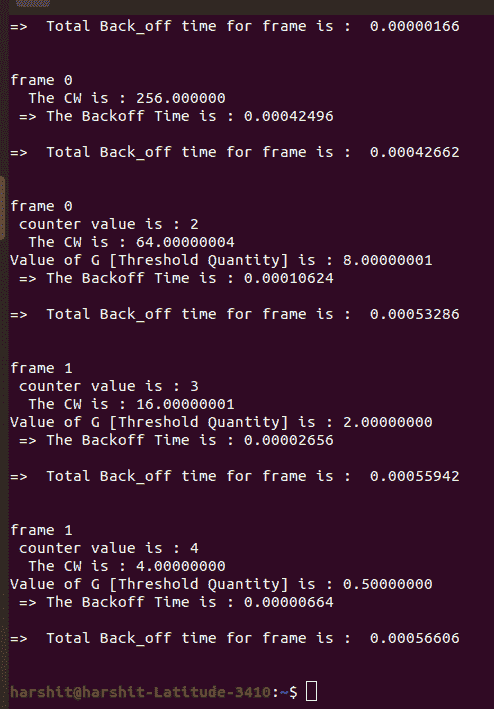 =>  Total Back_off time for frame is :  0.00000166
frame 0
  The CW is : 256.000000
 => The Backoff Time is : 0.00042496
=>  Total Back_off time for frame is :  0.00042662
frame 0
 counter value is : 2
  The CW is : 64.00000004
Value of G [Threshold Quantity] is : 8.00000001
 => The Backoff Time is : 0.00010624
=>  Total Back_off time for frame is :  0.00053286
frame 1
 counter value is : 3
  The CW is : 16.00000001
Value of G [Threshold Quantity] is : 2.00000000
 => The Backoff Time is : 0.00002656
=>  Total Back_off time for frame is :  0.00055942
frame 1
 counter value is : 4
  The CW is : 4.00000000
Value of G [Threshold Quantity] is : 0.50000000
 => The Backoff Time is : 0.00000664
=>  Total Back_off time for frame is :  0.00056606
harshit@harshit-Latitude-3410:~$